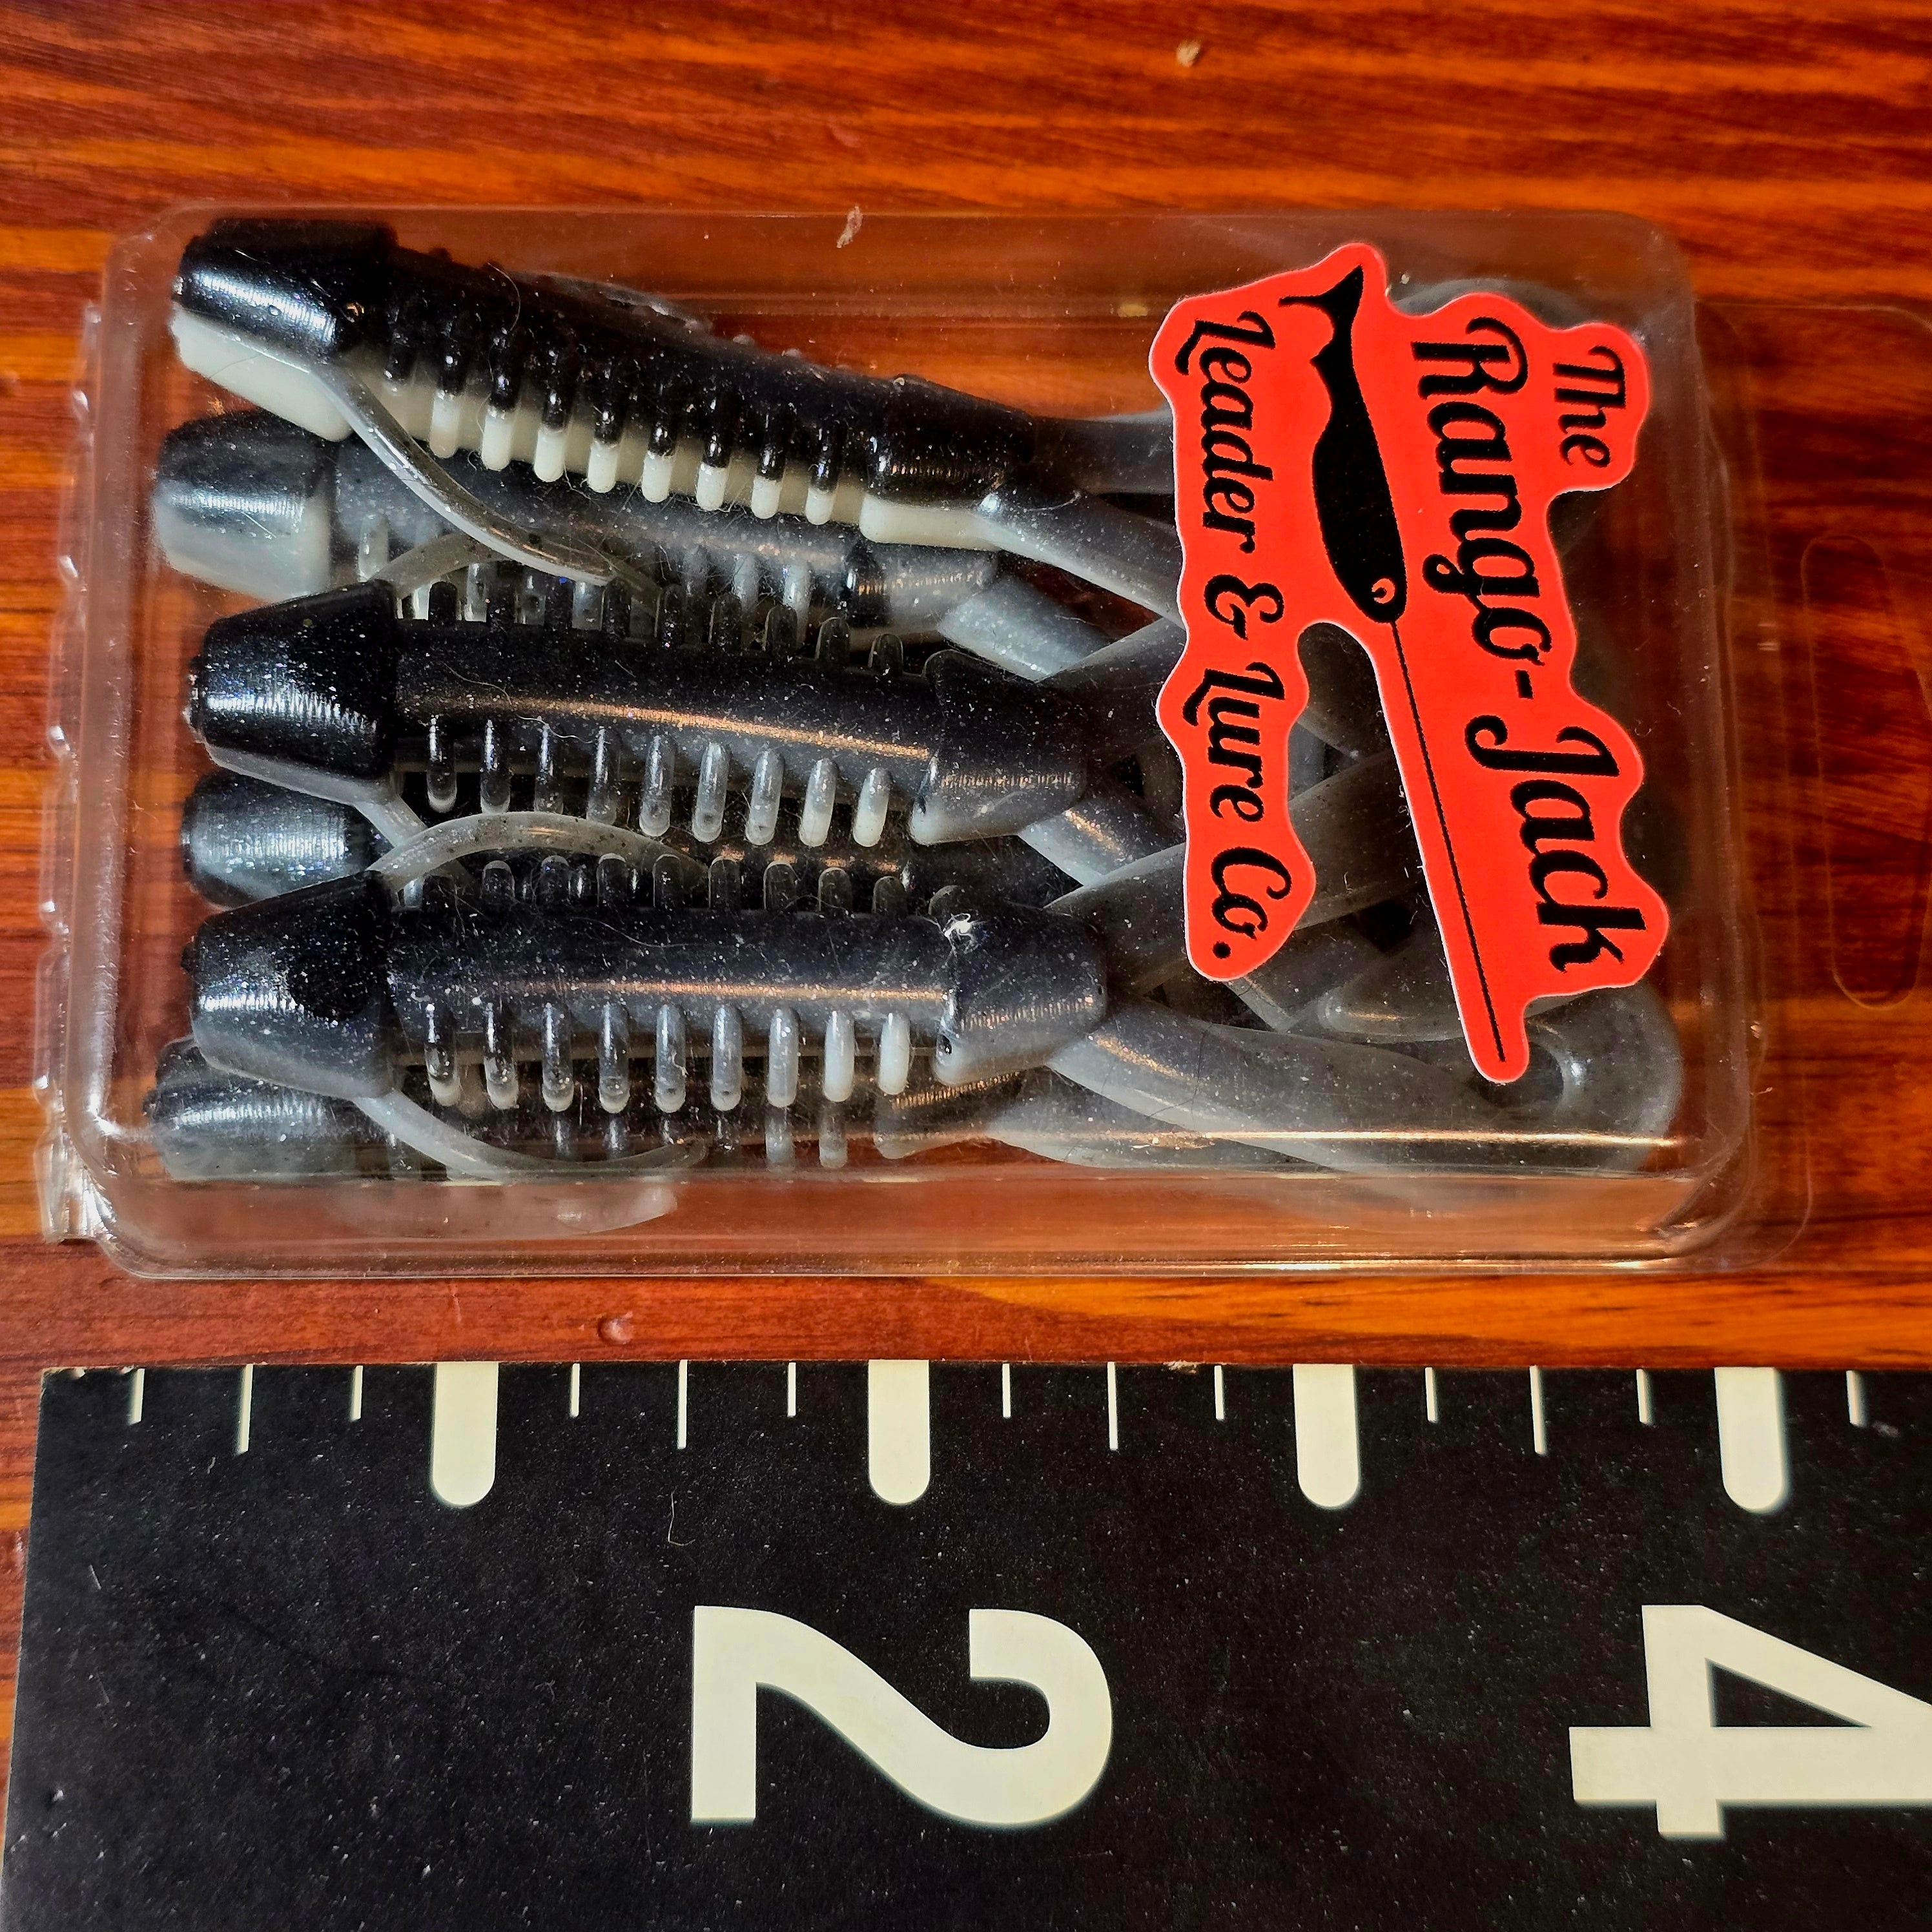 The
Rango-Jack
Leader & Lure Co.
2
4